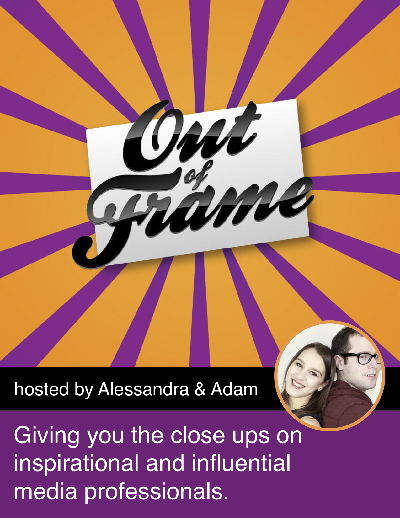 Out
of
Frame
hosted by Alessandra & Adam
Giving you the close ups on
inspirational and influential
media professionals.